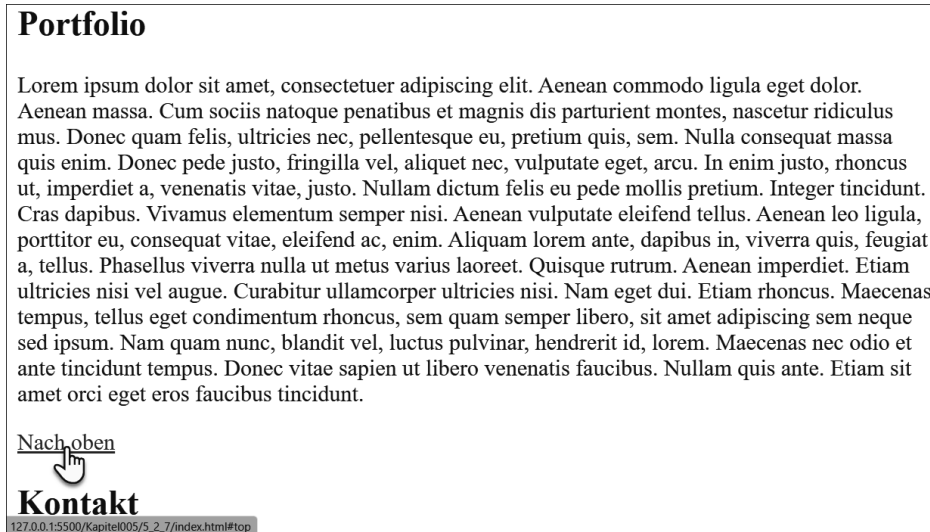 Portfolio
Lorem ipsum dolor sit amet, consectetuer adipiscing elit. Aenean commodo ligula eget dolor.
Aenean massa. Cum sociis natoque penatibus et magnis dis parturient montes, nascetur ridiculus
mus. Donec quam felis, ultricies nec, pellentesque eu, pretium quis, sem. Nulla consequat massa
quis enim. Donec pede justo, fringilla vel, aliquet nec, vulputate eget, arcu. In enim justo, rhoncus
ut, imperdiet a, venenatis vitae, justo. Nullam dictum felis eu pede mollis pretium. Integer tincidunt.
Cras dapibus. Vivamus elementum semper nisi. Aenean vulputate eleifend tellus. Aenean leo ligula,
porttitor eu, consequat vitae, eleifend ac, enim. Aliquam lorem ante, dapibus in, viverra quis, feugiat
a, tellus. Phasellus viverra nulla ut metus varius laoreet. Quisque rutrum. Aenean imperdiet. Etiam
ultricies nisi vel augue. Curabitur ullamcorper ultricies nisi. Nam eget dui. Etiam rhoncus. Maecenas
tempus, tellus eget condimentum rhoncus, sem quam semper libero, sit amet adipiscing sem neque
sed ipsum. Nam quam nunc, blandit vel, luctus pulvinar, hendrerit id, lorem. Maecenas nec odio et
ante tincidunt tempus. Donec vitae sapien ut libero venenatis faucibus. Nullam quis ante. Etiam sit
amet orci eget eros faucibus tincidunt.
Nach oben
Kontakt
127.0.0.1:5500/Kapitel005/5_2_7/index.html#top